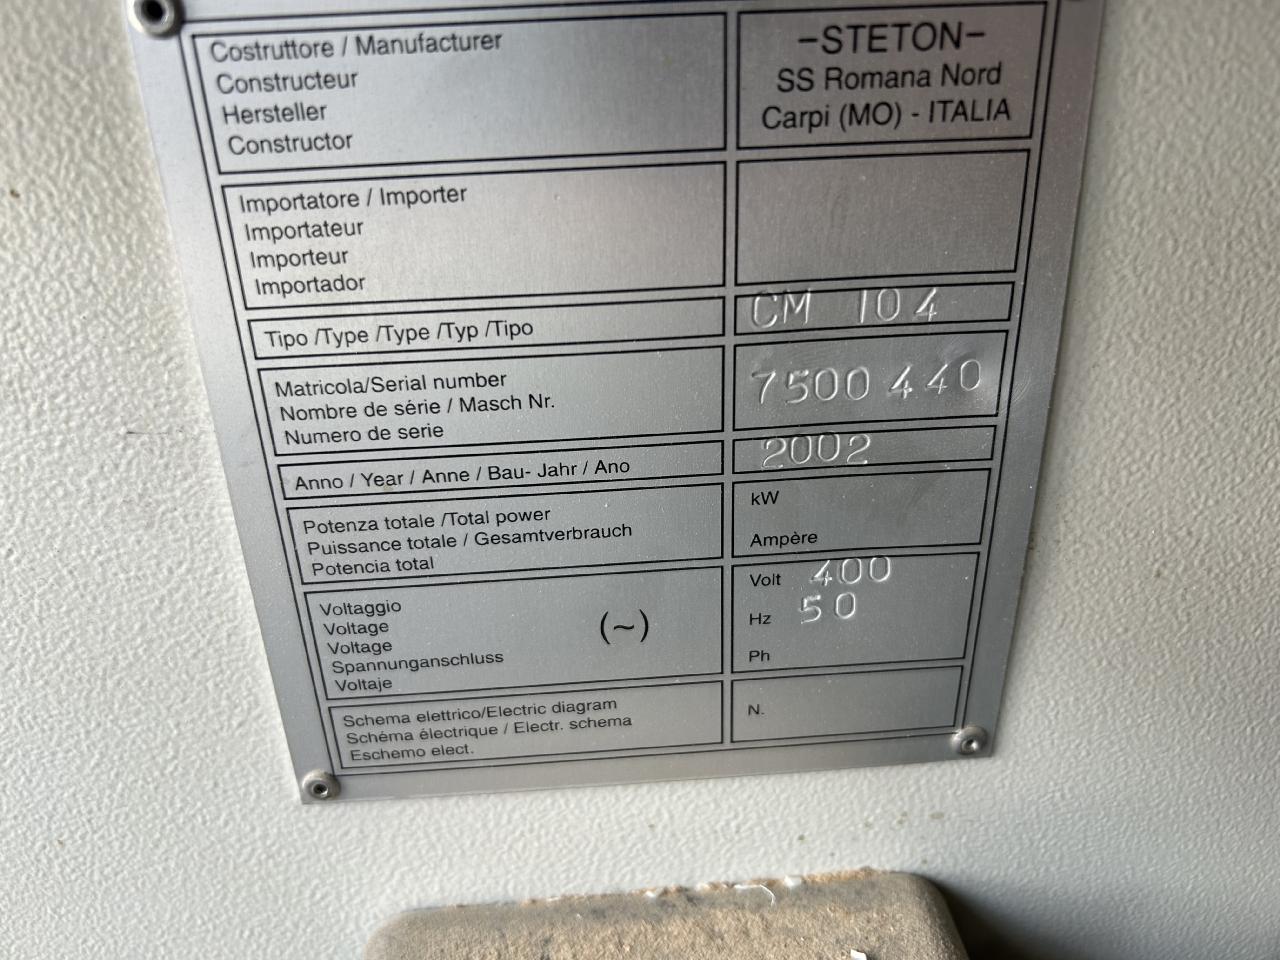 Costruttore / Manufacturer
Constructeur
Hersteller
Constructor
-STETON-
SS Romana Nord
Carpi (MO) - ITALIA
Importatore / Importer
Importateur
Importeur
Importador
Tipo /Type /Type /Typ /Tipo
CM 104
Matricola/Serial number
Nombre de série / Masch Nr.
Numero de serie
7500 440
Anno / Year / Anne / Bau- Jahr / Ano
2002
Potenza totale /Total power
Puissance totale / Gesamtverbrauch
Potencia total
kW
Ampère
Voltaggio
Voltage
Voltage
Spannunganschluss
Voltaje
(~)
Volt 400
Hz 50
Ph
Schema elettrico/Electric diagram
Schéma électrique / Electr. schema
Eschemo elect.
N.